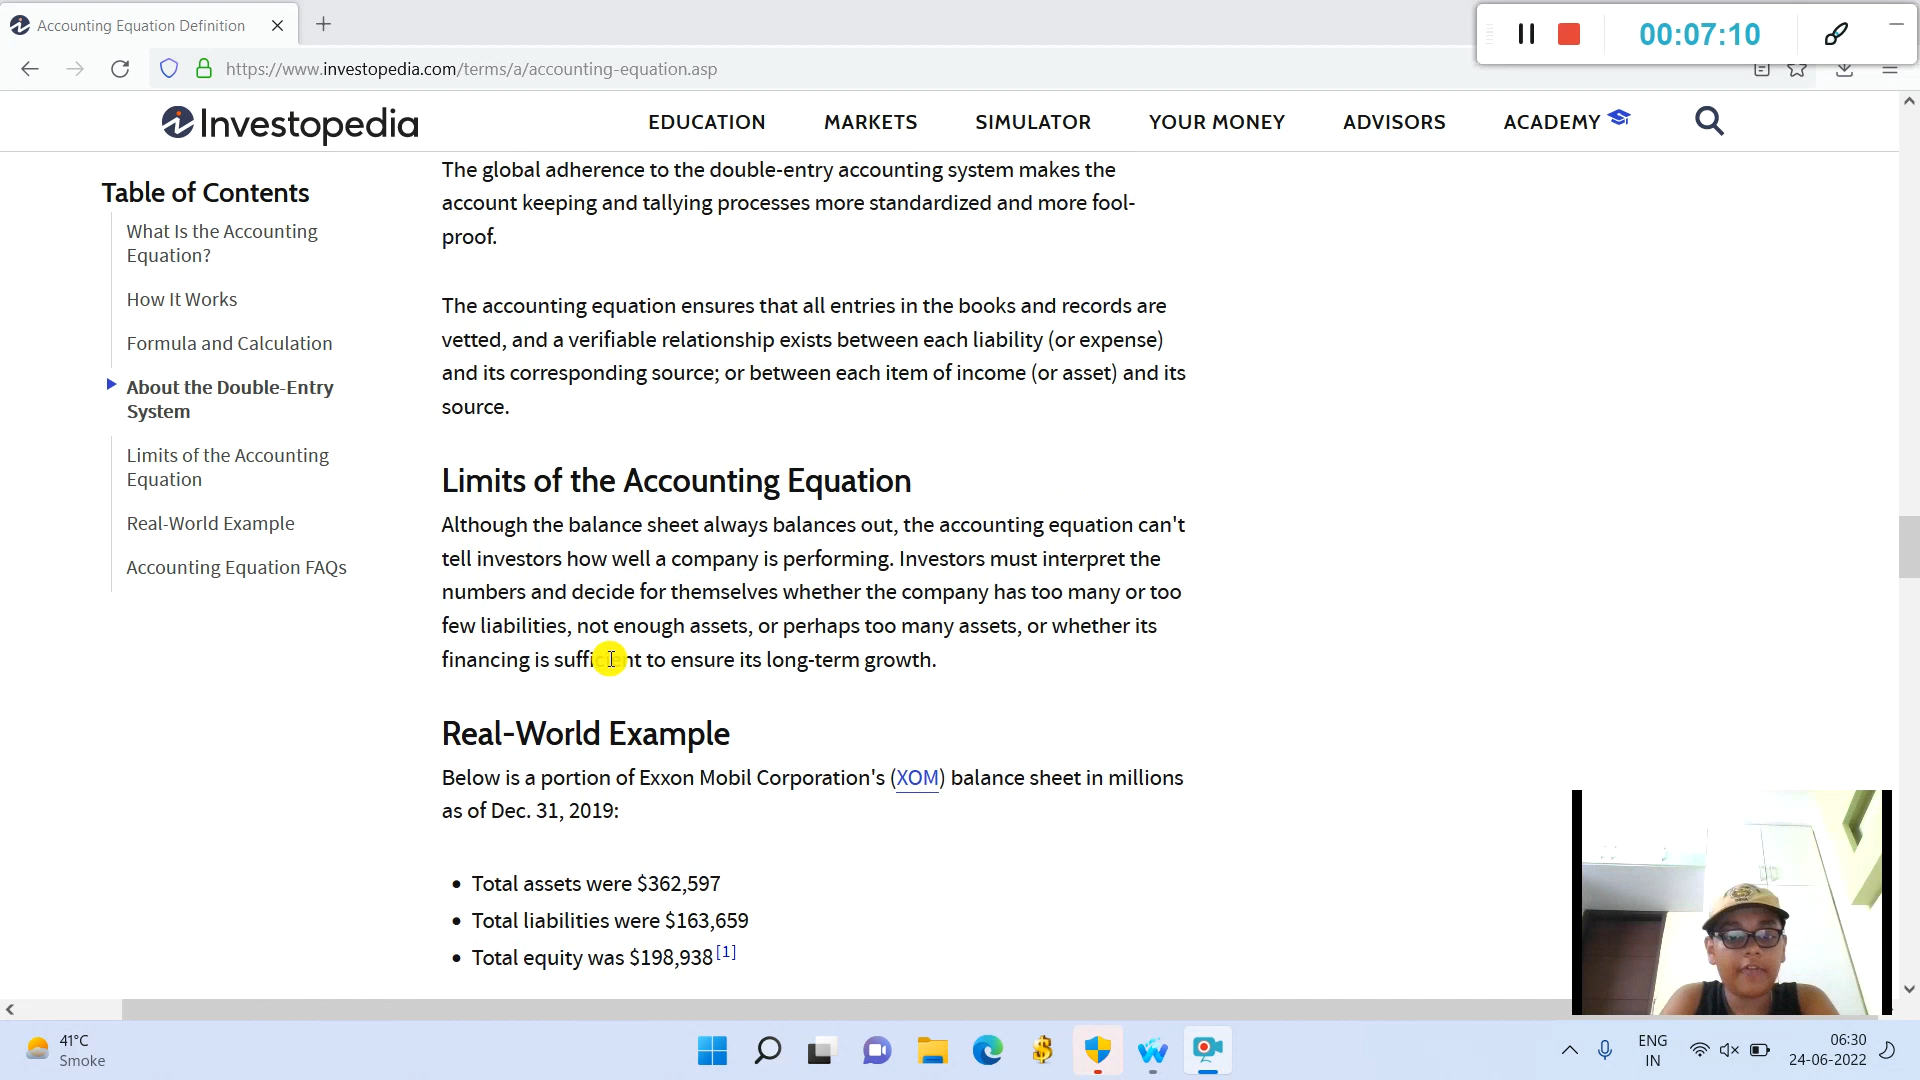 Accounting Equation Definition
00:07:10
https://www.investopedia.com/terms/a/accounting-equation.asp
Investopedia
EDUCATION MARKETS SIMULATOR YOUR MONEY ADVISORS ACADEMY
Table of Contents
What Is the Accounting
Equation?
How It Works
Formula and Calculation
About the Double-Entry
System
Limits of the Accounting
Equation
Real-World Example
Accounting Equation FAQs
The global adherence to the double-entry accounting system makes the
account keeping and tallying processes more standardized and more fool-
proof.
The accounting equation ensures that all entries in the books and records are
vetted, and a verifiable relationship exists between each liability (or expense)
and its corresponding source; or between each item of income (or asset) and its
source.
Limits of the Accounting Equation
Although the balance sheet always balances out, the accounting equation can't
tell investors how well a company is performing. Investors must interpret the
numbers and decide for themselves whether the company has too many or too
few liabilities, not enough assets, or perhaps too many assets, or whether its
financing is sufficient to ensure its long-term growth.
Real-World Example
Below is a portion of Exxon Mobil Corporation's (XOM) balance sheet in millions
as of Dec. 31, 2019:
• Total assets were $362,597
• Total liabilities were $163,659
• Total equity was $198,938[1]
41°C
Smoke
ENG
IN
06:30
24-06-2022